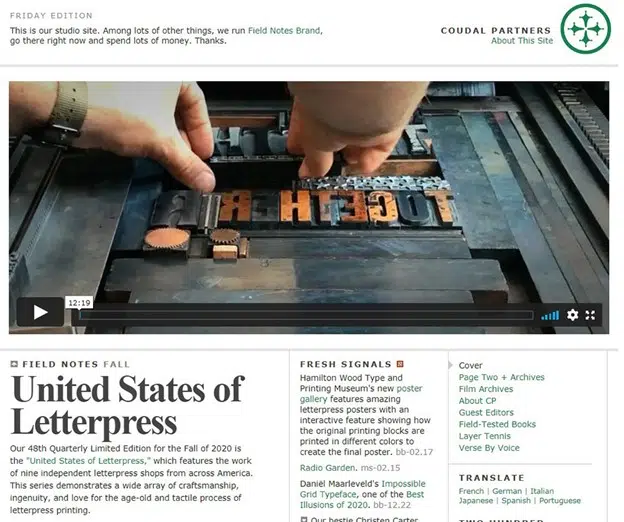 FRIDAY EDITION
This is our studio site. Among lots of other things, we run Field Notes Brand,
go there right now and spend lots of money. Thanks.
COUDAL PARTNERS
About This Site
TOGETHER
12:19
FIELD NOTES FALL
United States of
Letterpress
Our 48th Quarterly Limited Edition for the Fall of 2020 is
the "United States of Letterpress," which features the work
of nine independent letterpress shops from across America.
This series demonstrates a wide array of craftsmanship,
ingenuity, and love for the age-old and tactile process of
letterpress printing.
FRESH SIGNALS
Hamilton Wood Type and
Printing Museum's new poster
gallery features amazing
letterpress posters with an
interactive feature showing how
the original printing blocks are
printed in different colors to
create the final poster. bb-02.17
Radio Garden. ms-02.15
Daniël Maarleveld's Impossible
Grid Typeface, one of the Best
Illusions of 2020. bb-12.22
Our bestie Christen Carter
Cover
Page Two + Archives
Film Archives
About CP
Guest Editors
Field-Tested Books
Layer Tennis
Verse By Voice
TRANSLATE
French | German | Italian
Japanese | Spanish | Portuguese
TWO HUNDRED